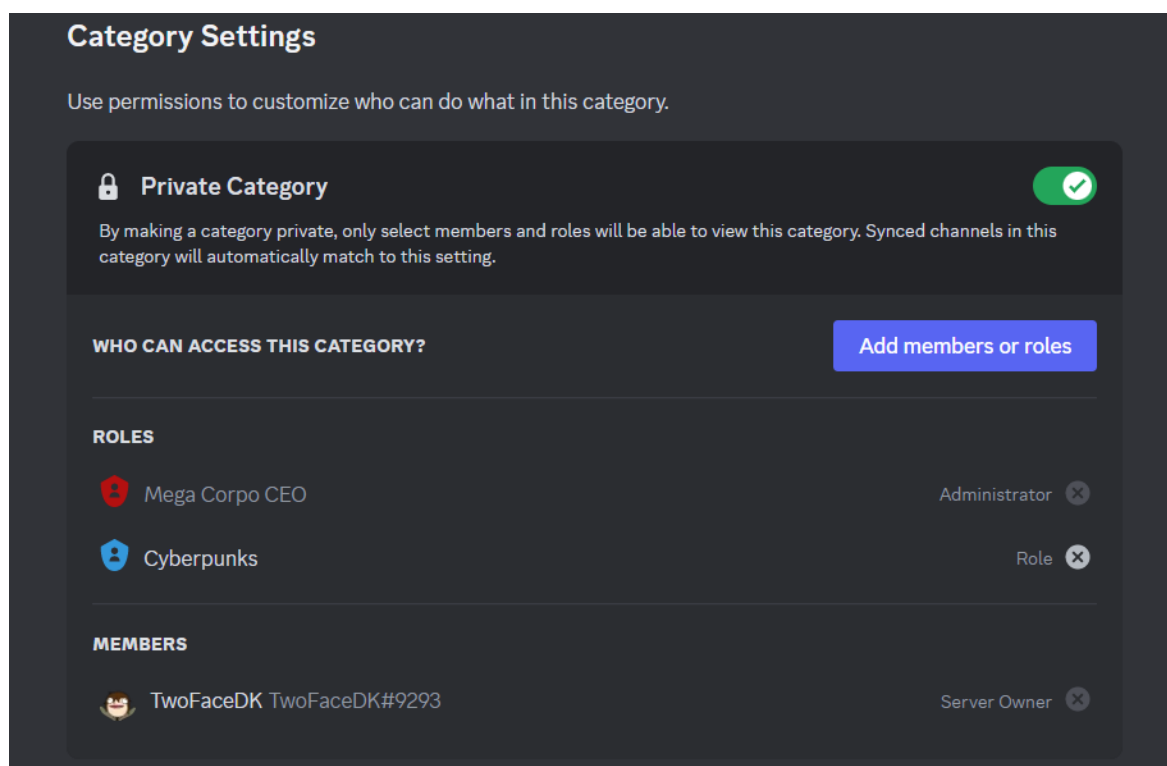 Category Settings
Use permissions to customize who can do what in this category.
Private Category
By making a category private, only select members and roles will be able to view this category. Synced channels in this
category will automatically match to this setting.
WHO CAN ACCESS THIS CATEGORY?
Add members or roles
ROLES
Mega Corpo CEO Administrator
Cyberpunks Role
MEMBERS
TwoFaceDK TwoFaceDK#9293 Server Owner